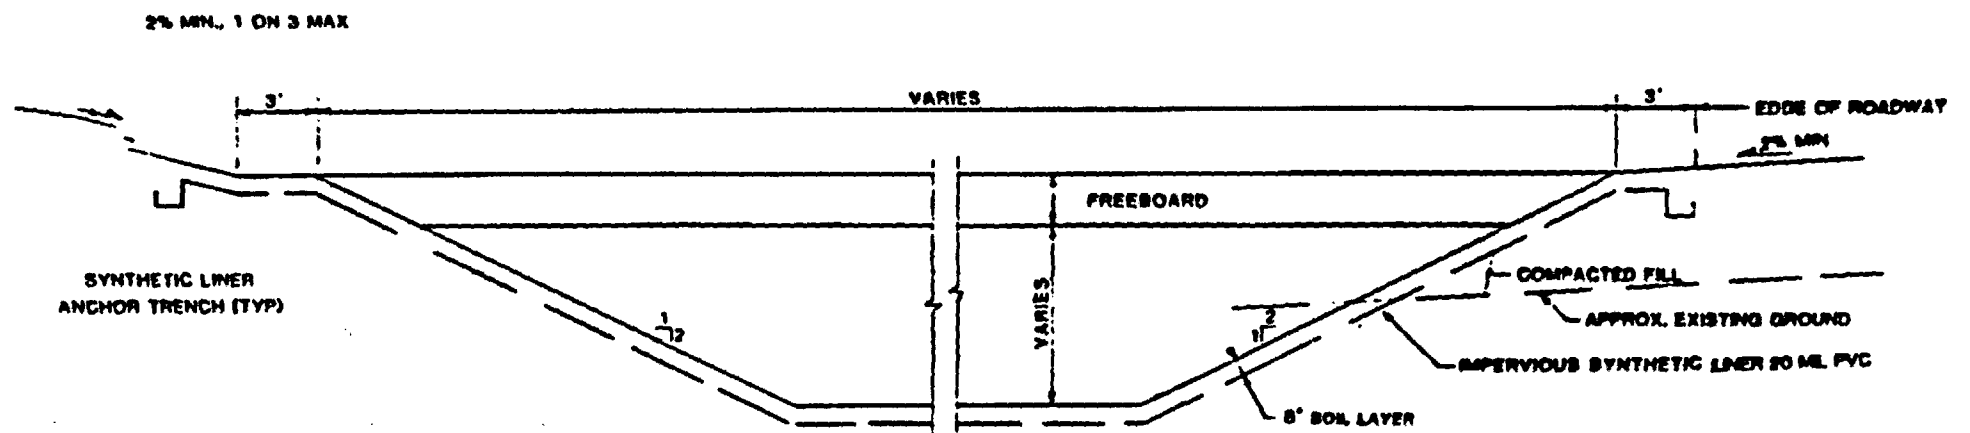 2% MIN., 1 ON 3 MAX
3'
VARIES
3'
EDGE OF ROADWAY
2% MIN
FREEBOARD
SYNTHETIC LINER
ANCHOR TRENCH (TYP)
COMPACTED FILL
VARIES
1
2
2
1
APPROX. EXISTING GROUND
IMPERVIOUS SYNTHETIC LINER 20 MIL PVC
SOIL LAYER